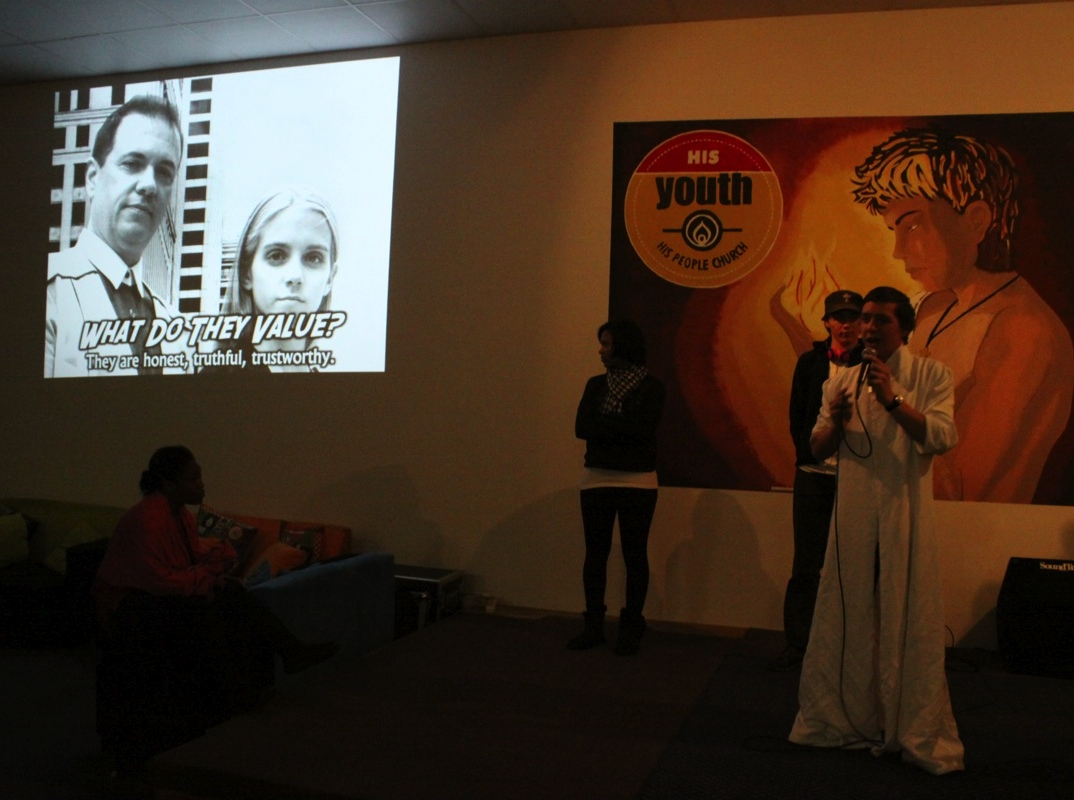 WHAT DO THEY VALUE?
They are honest, truthful, trustworthy.
HIS
youth
HIS PEOPLE CHURCH